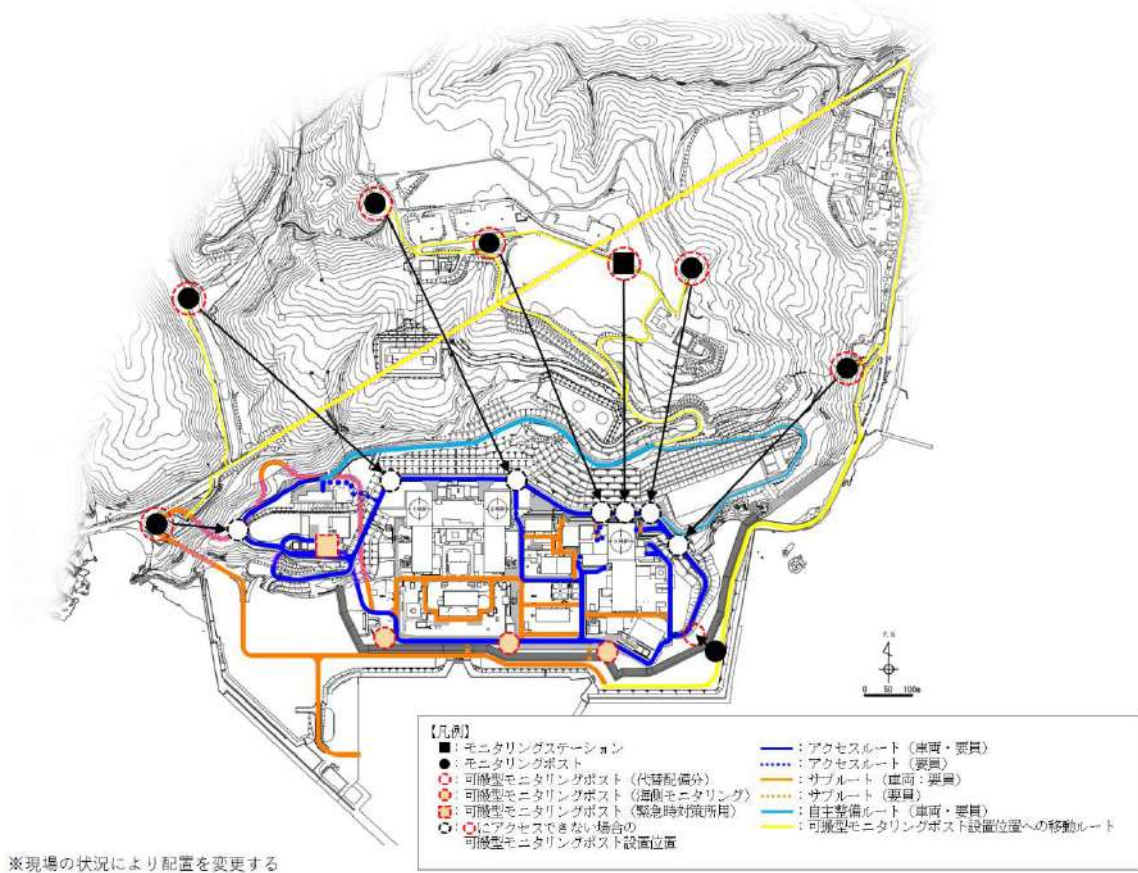 P.N
0 50 100m
【凡例】
■：モニタリングステーション
●：モニタリングポスト
：可搬型モニタリングポスト（代替配備分）
：可搬型モニタリングポスト（海側モニタリング）
：可搬型モニタリングポスト（緊急時対策所用）
：にアクセスできない場合の
可搬型モニタリングポスト設置位置
：アクセスルート（車両・要員）
：アクセスルート（要員）
：サブルート（車両・要員）
：サブルート（要員）
：自主整備ルート（車両・要員）
：可搬型モニタリングポスト設置位置への移動ルート
※現場の状況により配置を変更する